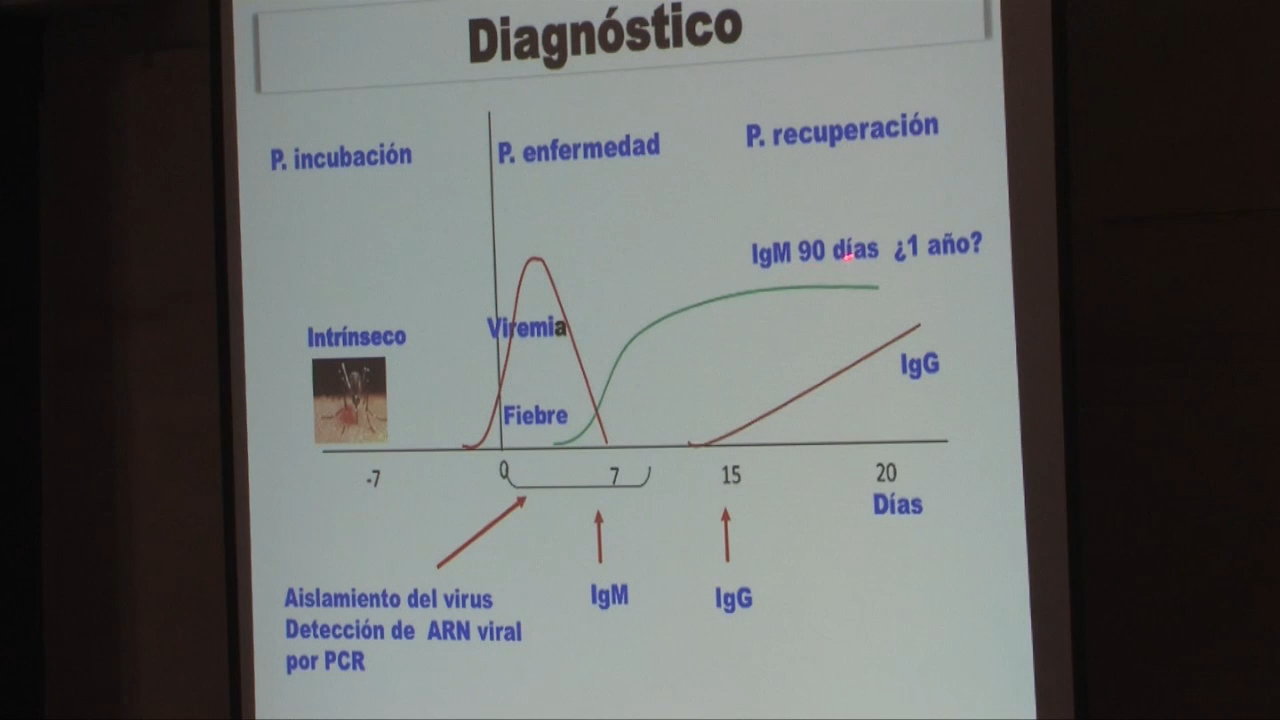 Diagnóstico
P. incubación
P. enfermedad
P. recuperación
IgM 90 días ¿1 año?
Viremia
Intrínseco
IgG
Fiebre
-7
0
7
15
20
Días
Aislamiento del virus
Detección de ARN viral
por PCR
IgM
IgG